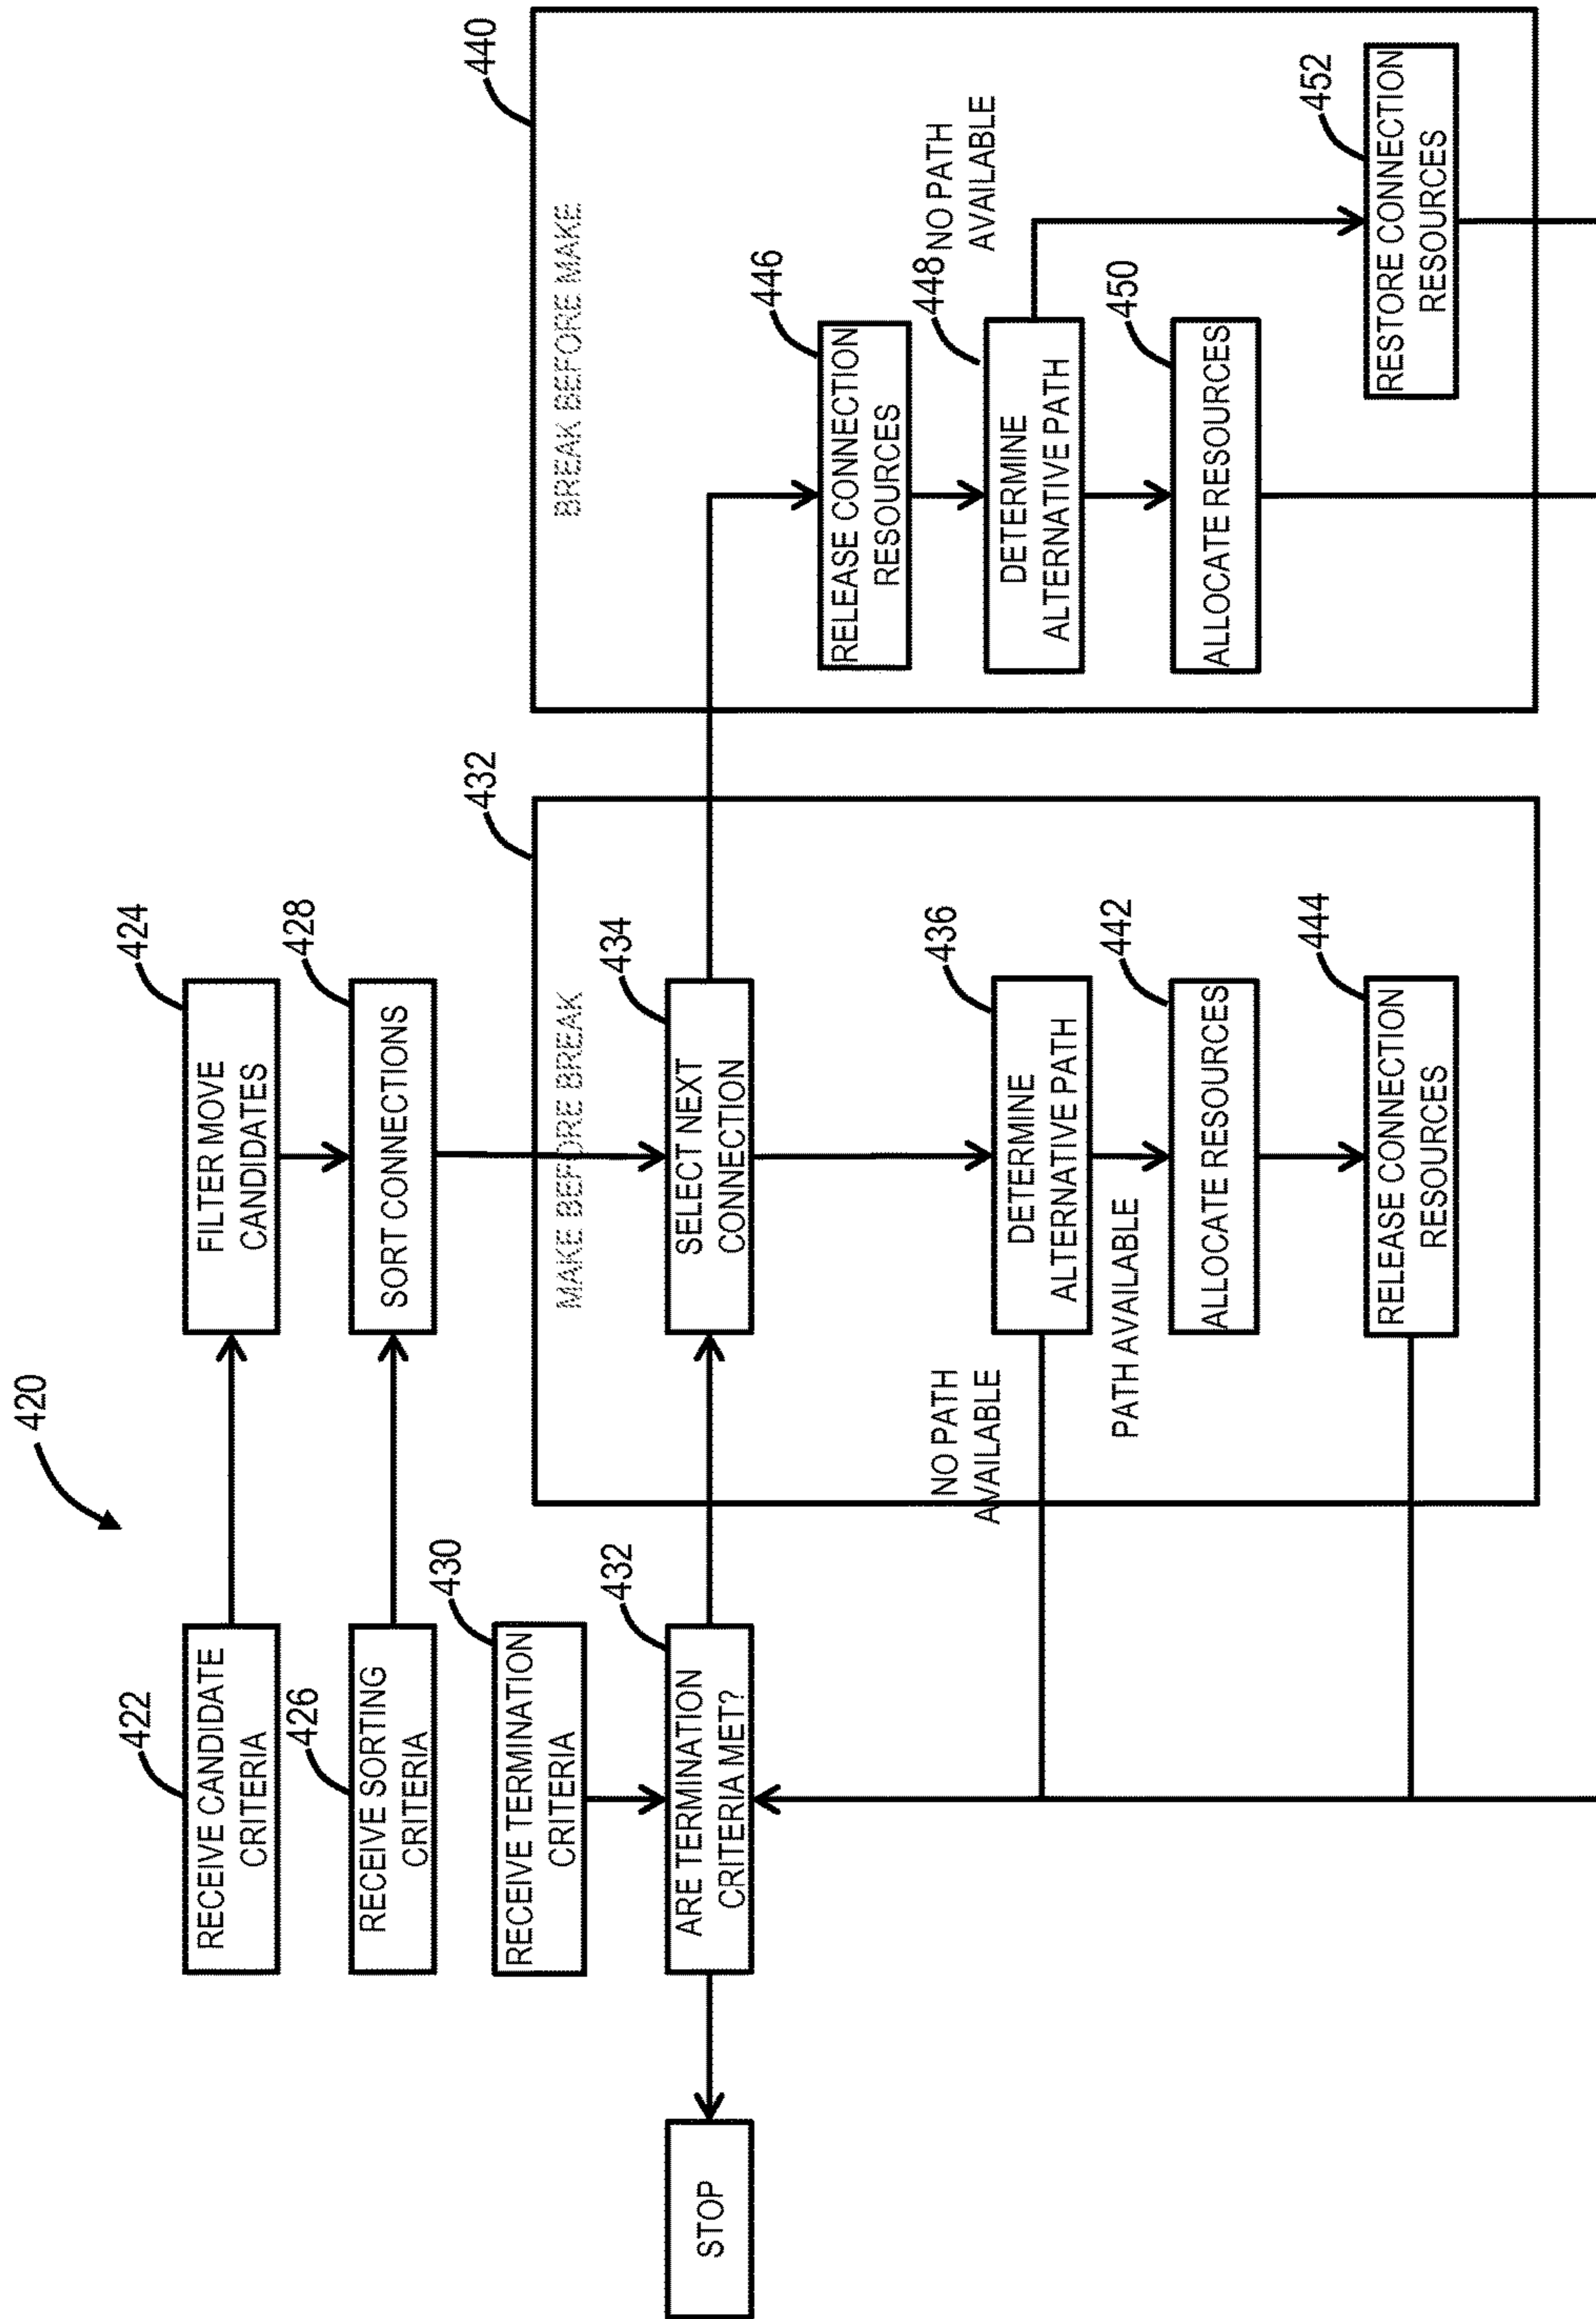 420
422
RECEIVE CANDIDATE
CRITERIA
424
FILTER MOVE
CANDIDATES
426
RECEIVE SORTING
CRITERIA
428
SORT CONNECTIONS
430
RECEIVE TERMINATION
CRITERIA
432
440
MAKE BEFORE BREAK
BREAK BEFORE MAKE
STOP
432
ARE TERMINATION
CRITERIA MET?
434
SELECT NEXT
CONNECTION
446
RELEASE CONNECTION
RESOURCES
NO PATH
AVAILABLE
436
DETERMINE
ALTERNATIVE PATH
448
DETERMINE
ALTERNATIVE PATH
NO PATH
AVAILABLE
PATH AVAILABLE
442
ALLOCATE RESOURCES
450
ALLOCATE RESOURCES
444
RELEASE CONNECTION
RESOURCES
452
RESTORE CONNECTION
RESOURCES